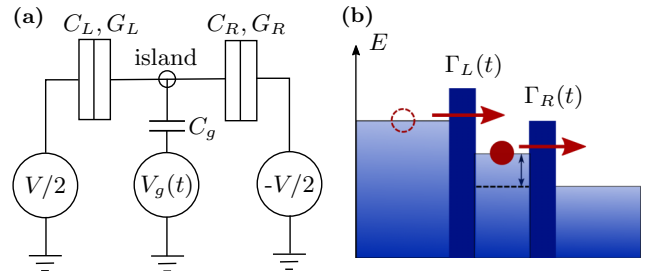 (a)
C_L, G_L
C_R, G_R
island
C_g
V/2
V_g(t)
-V/2
(b)
E
Γ_L(t)
Γ_R(t)